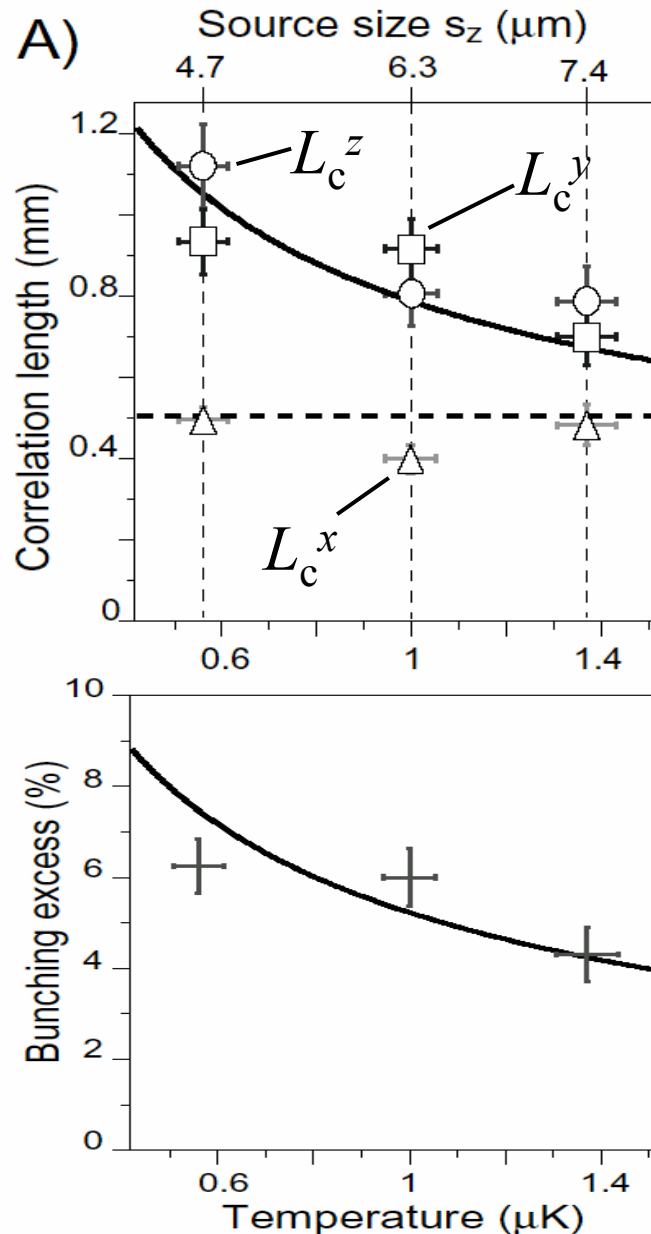 A)
Source size s_z (μm)
4.7 6.3 7.4
1.2
0.8
0.4
0
Correlation length (mm)
L_c^z
L_c^y
L_c^x
0.6 1 1.4
10
8
6
4
2
0
Bunching excess (%)
0.6 1 1.4
Temperature (μK)